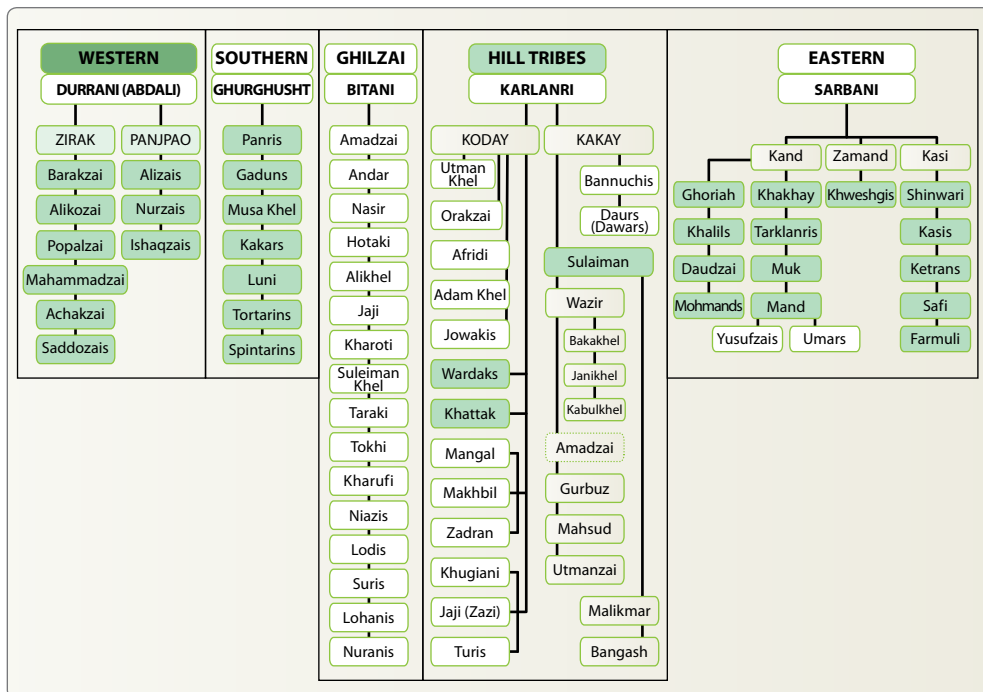 WESTERN
DURRANI (ABDALI)
ZIRAK
Barakzai
Alikozai
Popalzai
Mahammadzai
Achakzai
Saddozais
PANJPAO
Alizais
Nurzais
Ishaqzais
SOUTHERN
GHURGHUSHT
Panris
Gaduns
Musa Khel
Kakars
Luni
Tortarins
Spintarins
GHILZAI
BITANI
Amadzai
Andar
Nasir
Hotaki
Alikhel
Jaji
Kharoti
Suleiman
Khel
Taraki
Tokhi
Kharufi
Niazis
Lodis
Suris
Lohanis
Nuranis
HILL TRIBES
KARLANRI
KODAY
Utman
Khel
Orakzai
Afridi
Adam Khel
Jowakis
Wardaks
Khattak
Mangal
Makhbil
Zadran
Khugiani
Jaji (Zazi)
Turis
KAKAY
Bannuchis
Daurs
(Dawars)
Sulaiman
Wazir
Bakakhel
Janikhel
Kabulkhel
Amadzai
Gurbuz
Mahsud
Utmanzai
Malikmar
Bangash
EASTERN
SARBANI
Kand
Zamand
Kasi
Ghoriah
Khalils
Daudzai
Mohmands
Khakhay
Tarklanris
Muk
Mand
Yusufzais
Umars
Khweshgis
Shinwari
Kasis
Ketrans
Safi
Farmuli